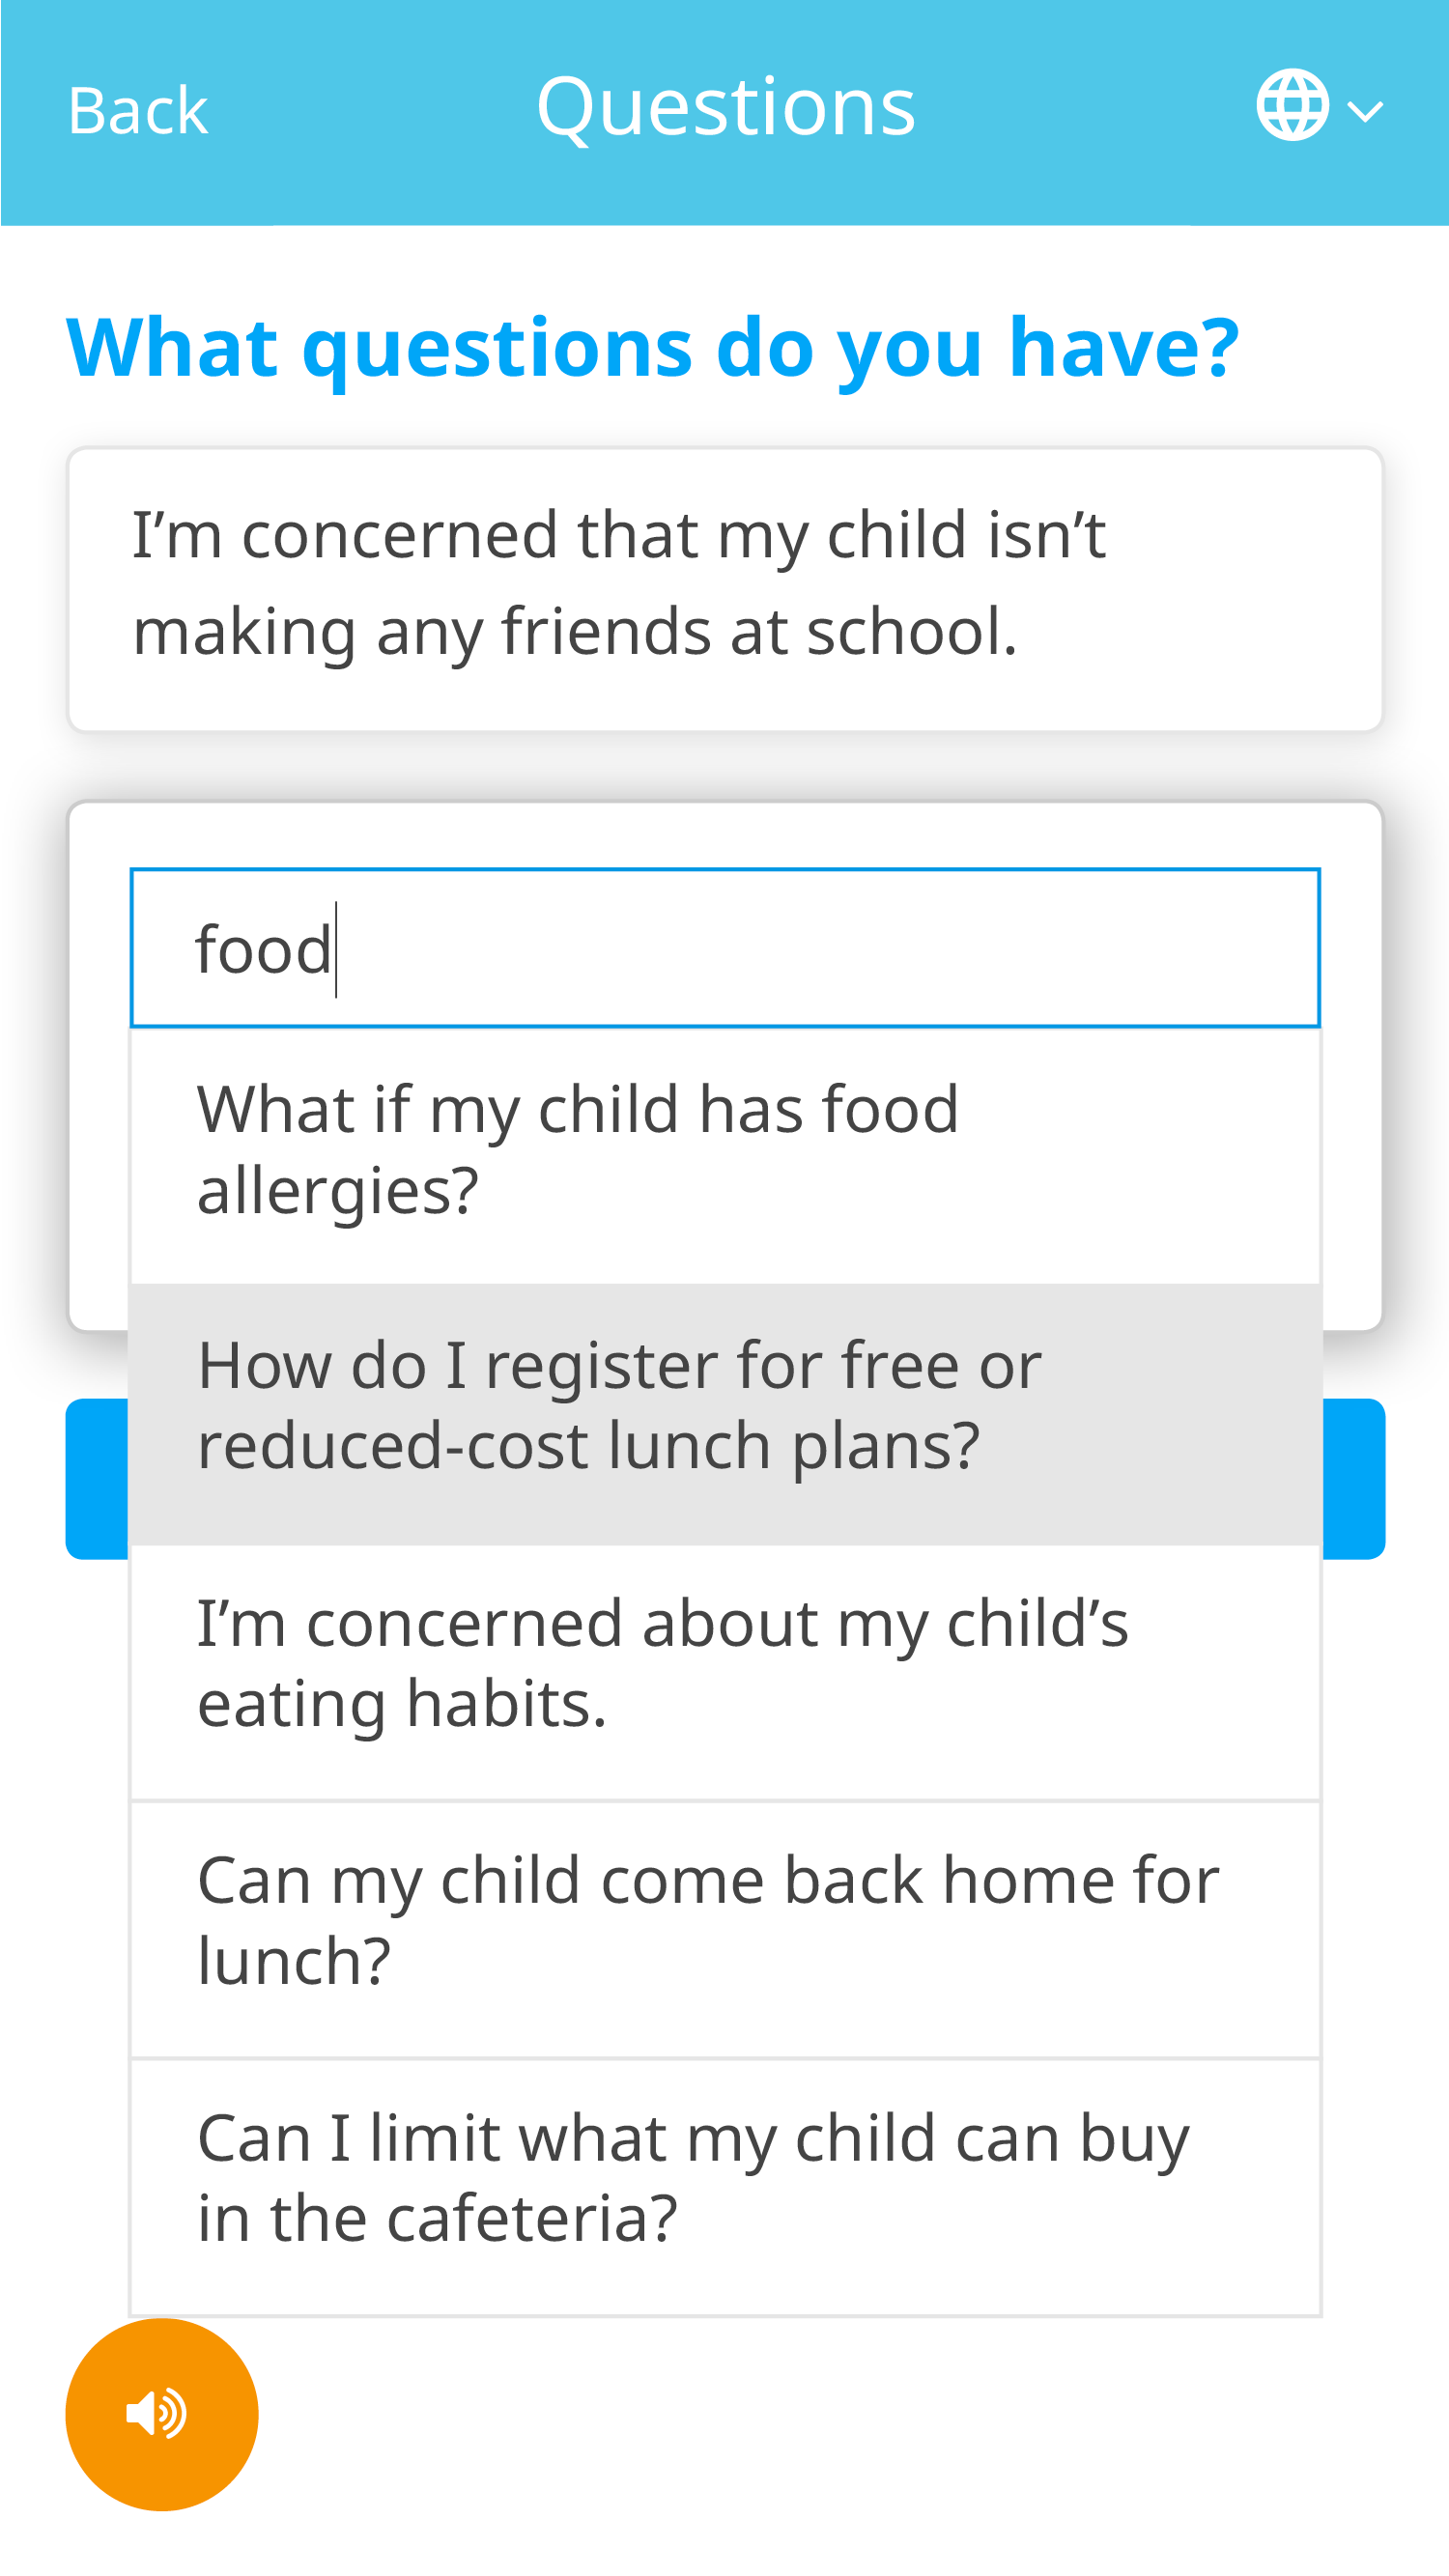 Back
Questions
What questions do you have?
I’m concerned that my child isn’t
making any friends at school.
food
What if my child has food
allergies?
How do I register for free or
reduced-cost lunch plans?
I’m concerned about my child’s
eating habits.
Can my child come back home for
lunch?
Can I limit what my child can buy
in the cafeteria?